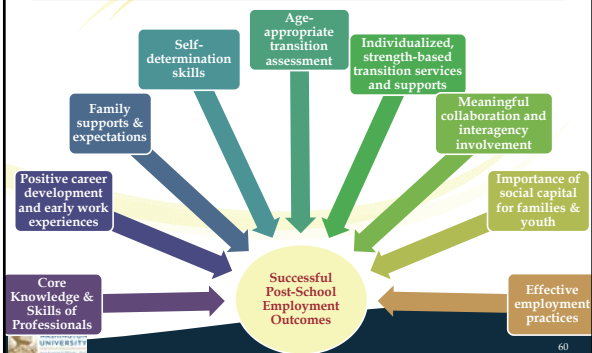 Age-
appropriate
transition
assessment
Self-
determination
skills
Individualized,
strength-based
transition services
and supports
Family
supports &
expectations
Meaningful
collaboration and
interagency
involvement
Positive career
development
and early work
experiences
Importance of
social capital
for families &
youth
Core
Knowledge &
Skills of
Professionals
Successful
Post-School
Employment
Outcomes
Effective
employment
practices
WASHINGTON
UNIVERSITY
60